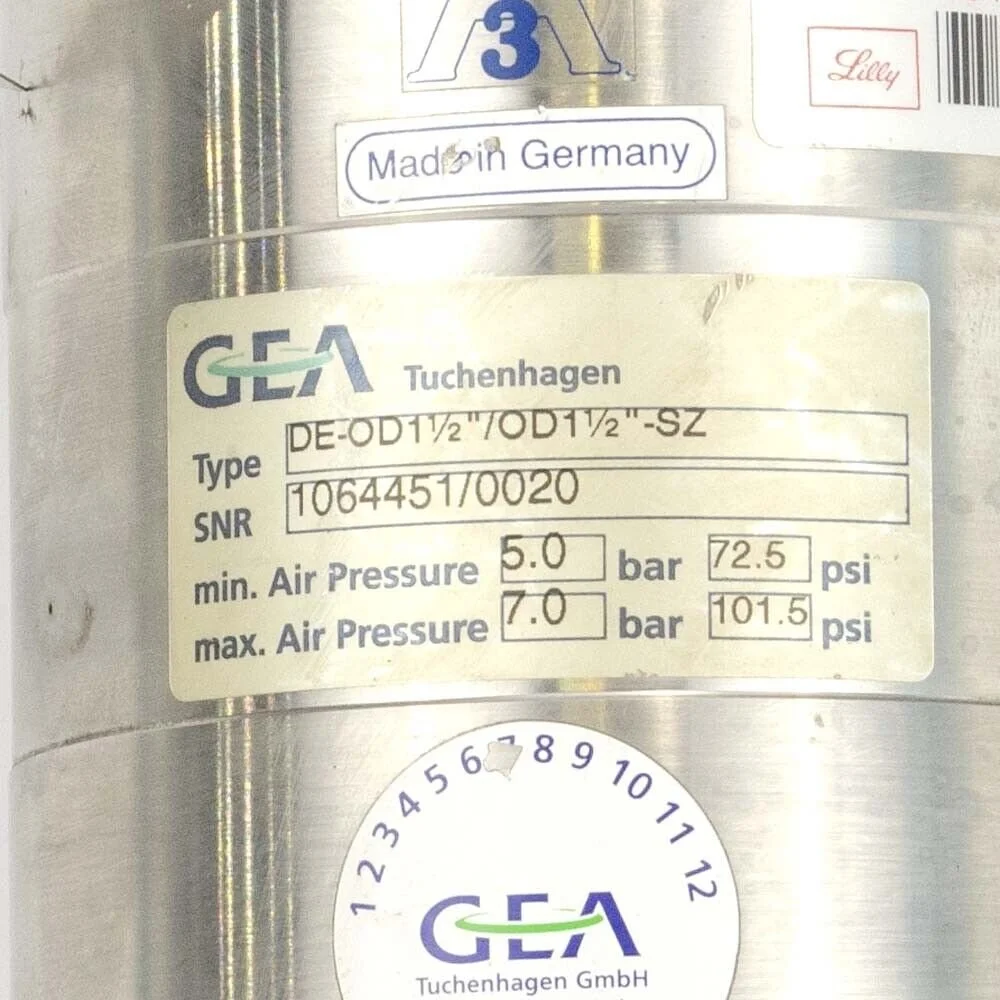 3
Lilly
Made in Germany
GEA Tuchenhagen
Type DE-OD1½"/OD1½"-SZ
SNR 1064451/0020
min. Air Pressure 5.0 bar 72.5 psi
max. Air Pressure 7.0 bar 101.5 psi
1 2 3 4 5 6 7 8 9 10 11 12
GEA
Tuchenhagen GmbH